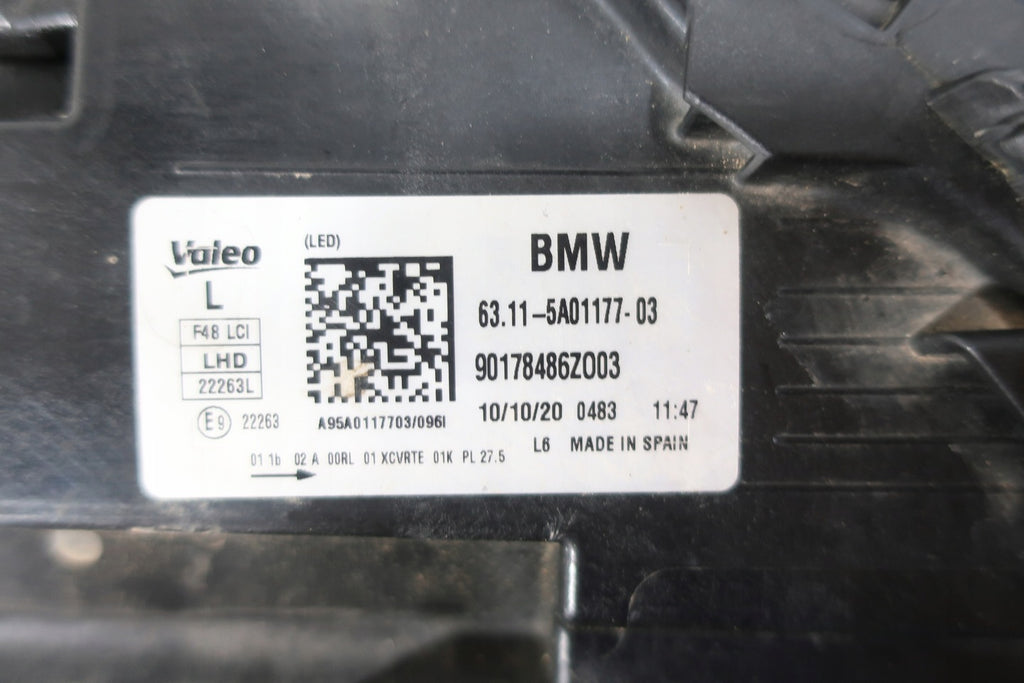 Valeo
L
F48 LCI
LHD
22263L
E9 22263
(LED)
A95A0117703/096I
BMW
63.11-5A01177-03
90178486Z003
10/10/20 0483 11:47
L6 MADE IN SPAIN
01 1b 02 A 00RL 01 XCVRTE 01K PL 27.5